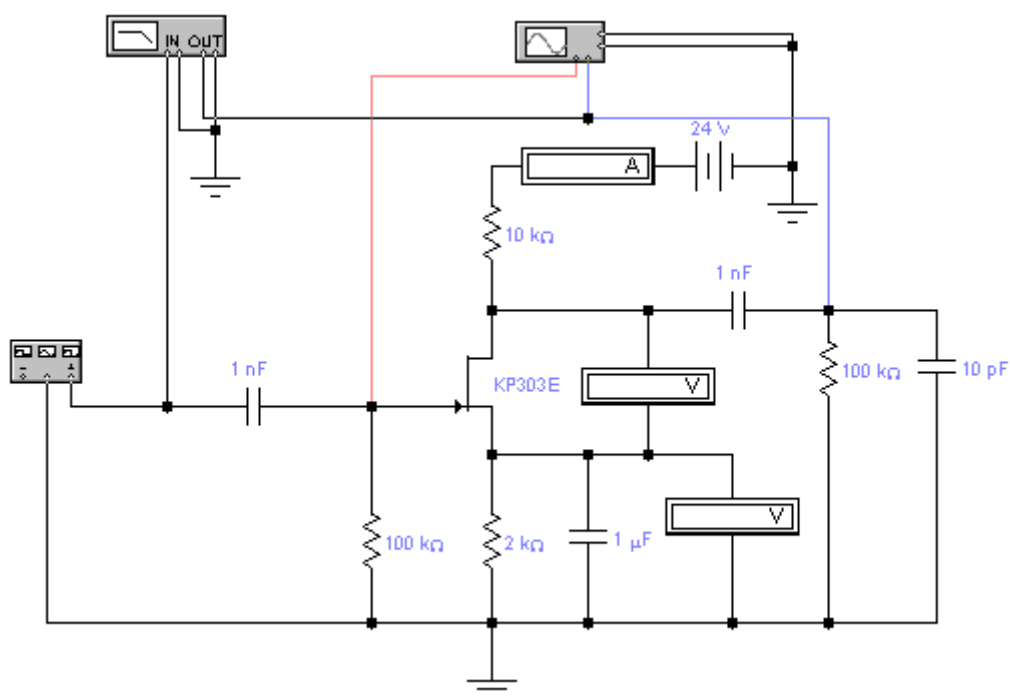 IN OUT
24 V
A
10 kΩ
1 nF
1 nF
KP303E
V
100 kΩ
10 pF
V
100 kΩ
2 kΩ
1 µF